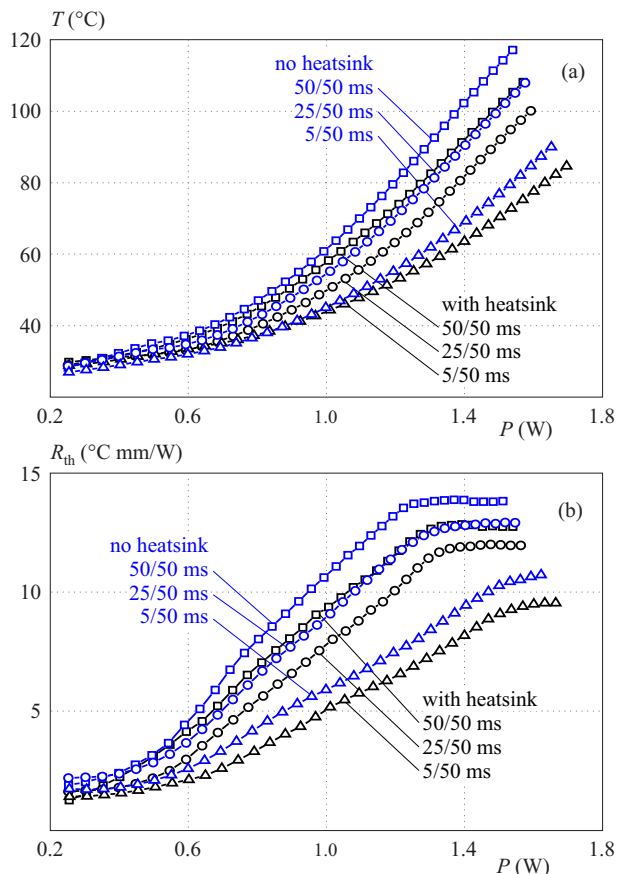 T (°C)
120
100
80
60
40
0.2
0.6
1.0
1.4
1.8
P (W)
(a)
no heatsink
50/50 ms
25/50 ms
5/50 ms
with heatsink
50/50 ms
25/50 ms
5/50 ms
R_th (°C mm/W)
15
10
5
0.2
0.6
1.0
1.4
1.8
P (W)
(b)
no heatsink
50/50 ms
25/50 ms
5/50 ms
with heatsink
50/50 ms
25/50 ms
5/50 ms